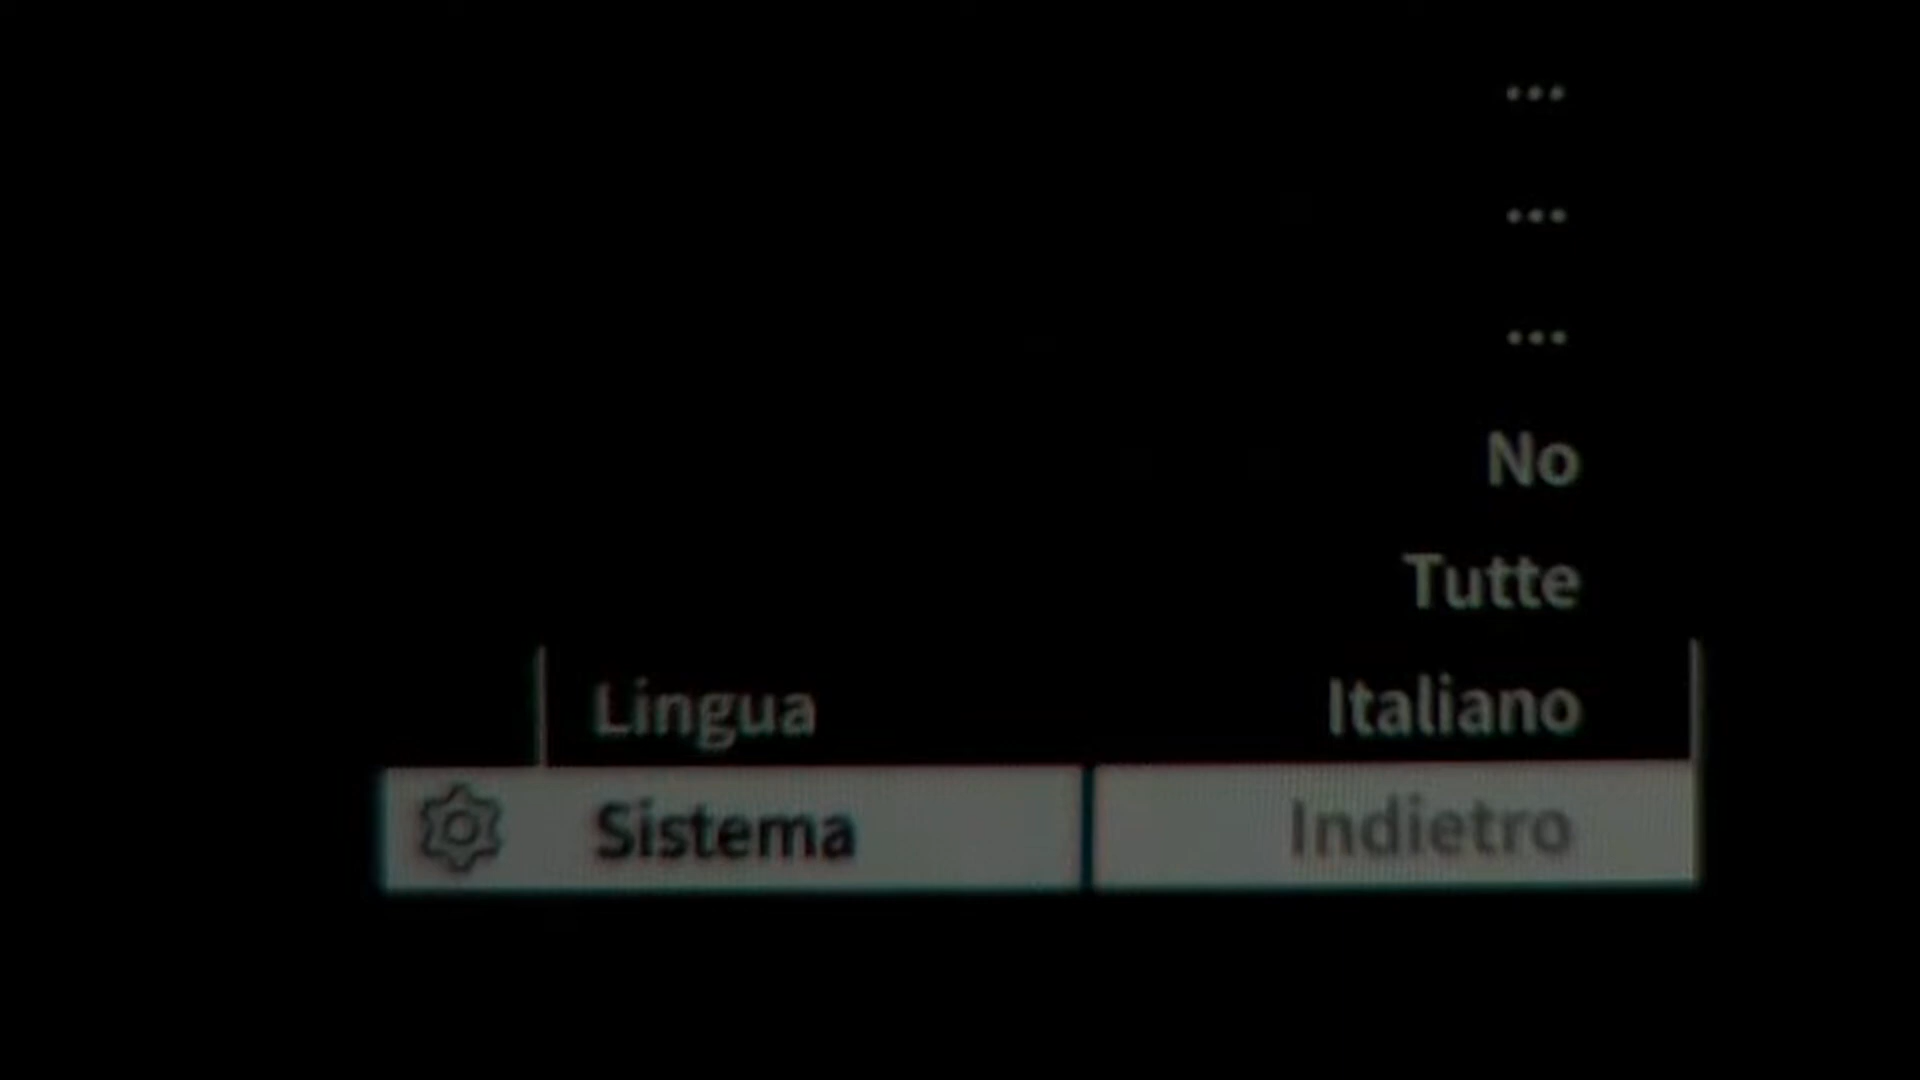 ...
...
...
No
Tutte
Lingua Italiano
Sistema Indietro